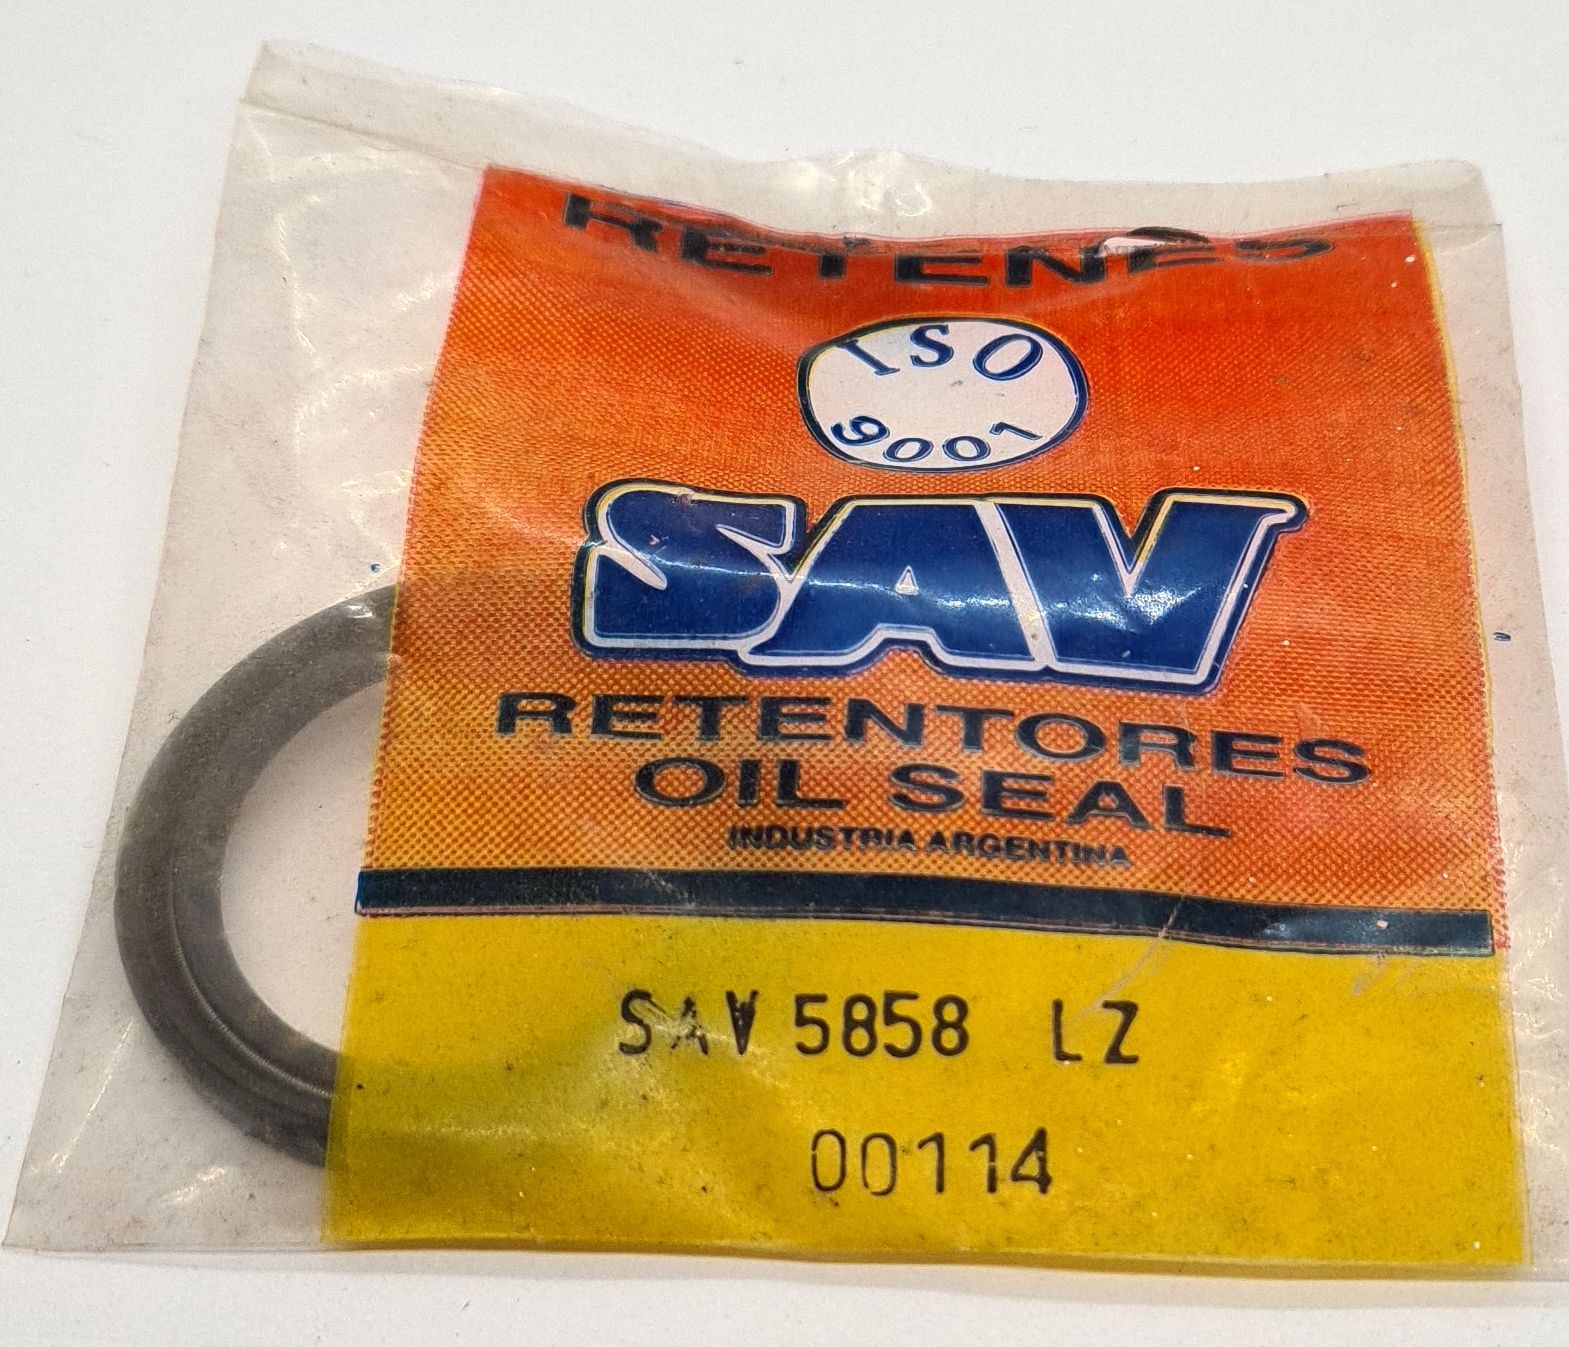 RETENES
ISO
9001
SAV
RETENTORES
OIL SEAL
INDUSTRIA ARGENTINA
SAV 5858 LZ
00114